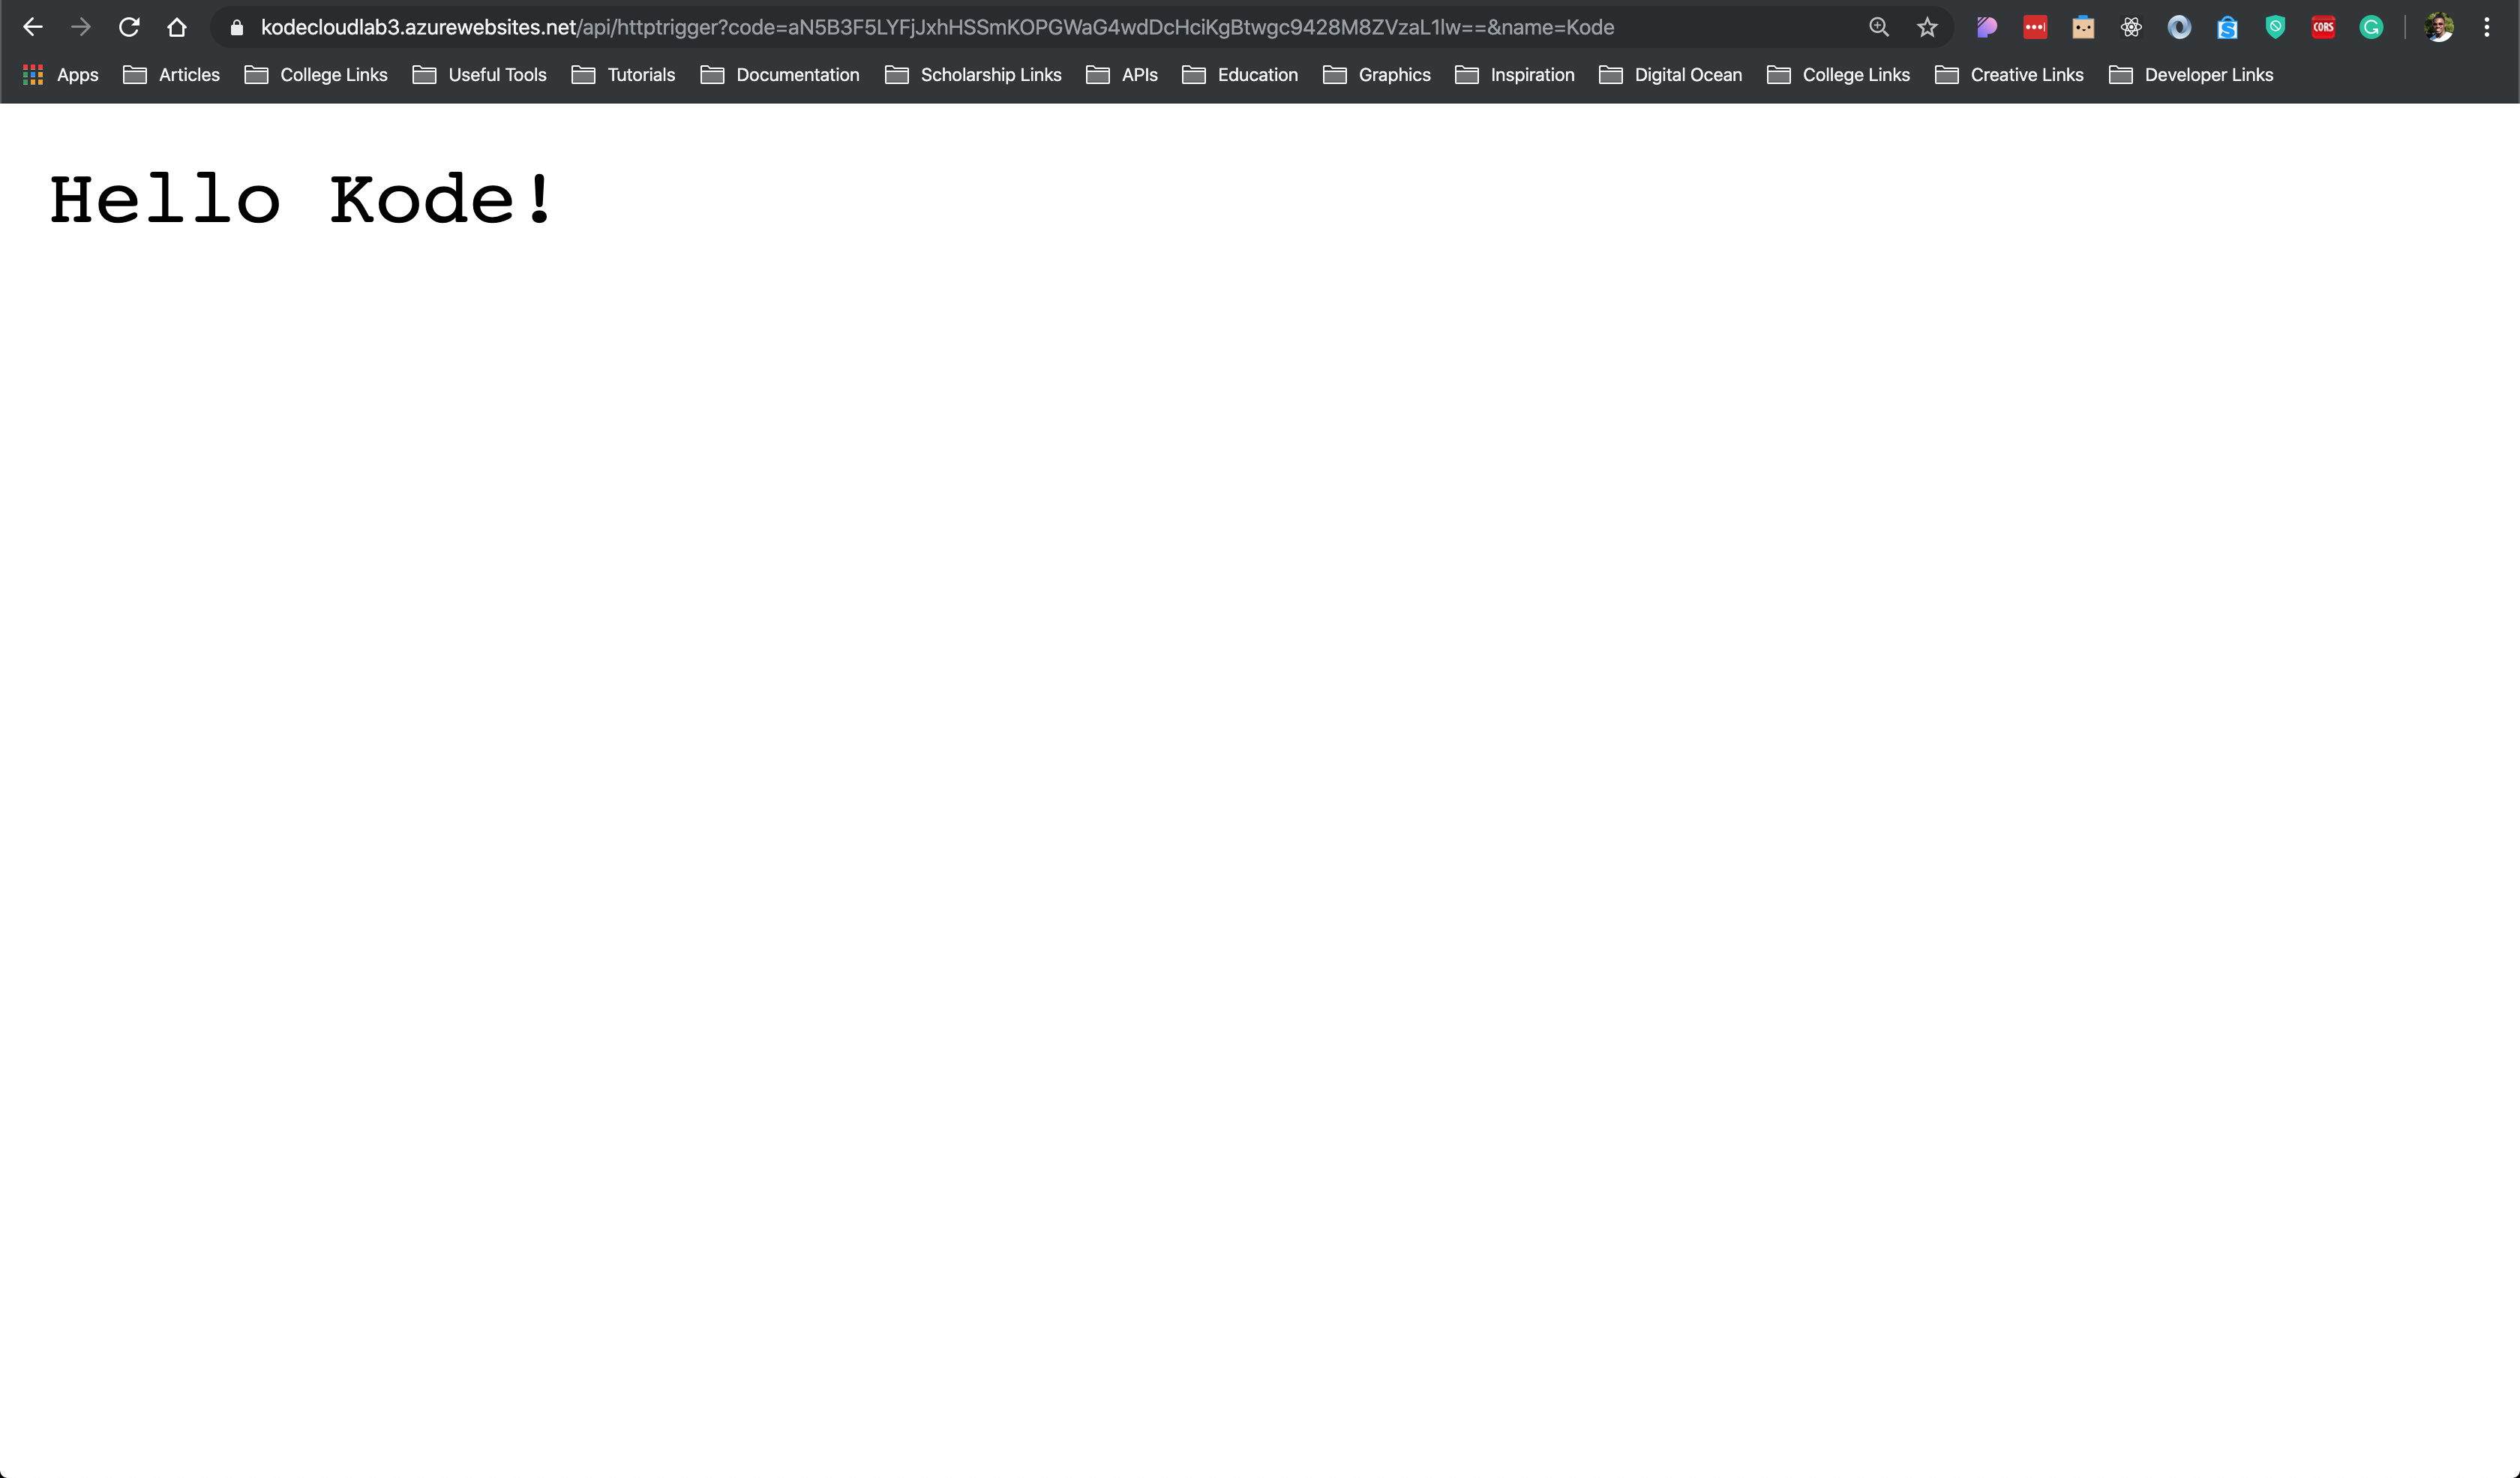 kodecloudlab3.azurewebsites.net/api/httptrigger?code=aN5B3F5LYFjJxhHSSmKOPGWaG4wdDcHciKgBtwgc9428M8ZVzaL1lw==&name=Kode
CORS
Apps Articles College Links Useful Tools Tutorials Documentation Scholarship Links APIs Education Graphics Inspiration Digital Ocean College Links Creative Links Developer Links
Hello Kode!